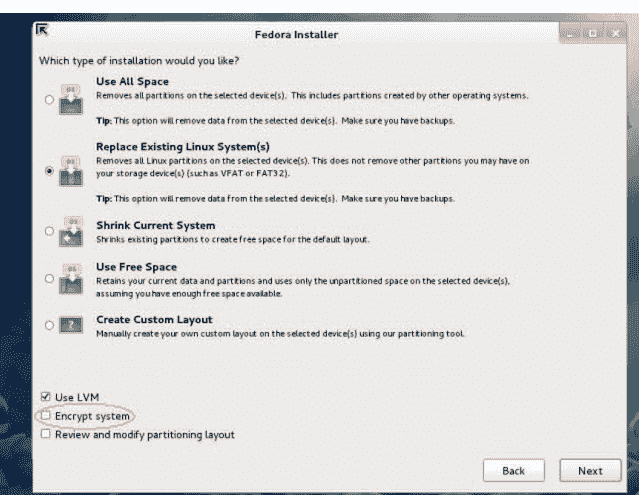 Fedora Installer
Which type of installation would you like?
Use All Space
Removes all partitions on the selected device(s). This includes partitions created by other operating systems.
Tip: This option will remove data from the selected device(s). Make sure you have backups.
Replace Existing Linux System(s)
Removes all Linux partitions on the selected device(s). This does not remove other partitions you may have on
your storage device(s) (such as VFAT or FAT32).
Tip: This option will remove data from the selected device(s). Make sure you have backups.
Shrink Current System
Shrinks existing partitions to create free space for the default layout.
Use Free Space
Retains your current data and partitions and uses only the unpartitioned space on the selected device(s),
assuming you have enough free space available.
Create Custom Layout
Manually create your own custom layout on the selected device(s) using our partitioning tool.
Use LVM
Encrypt system
Review and modify partitioning layout
Back Next